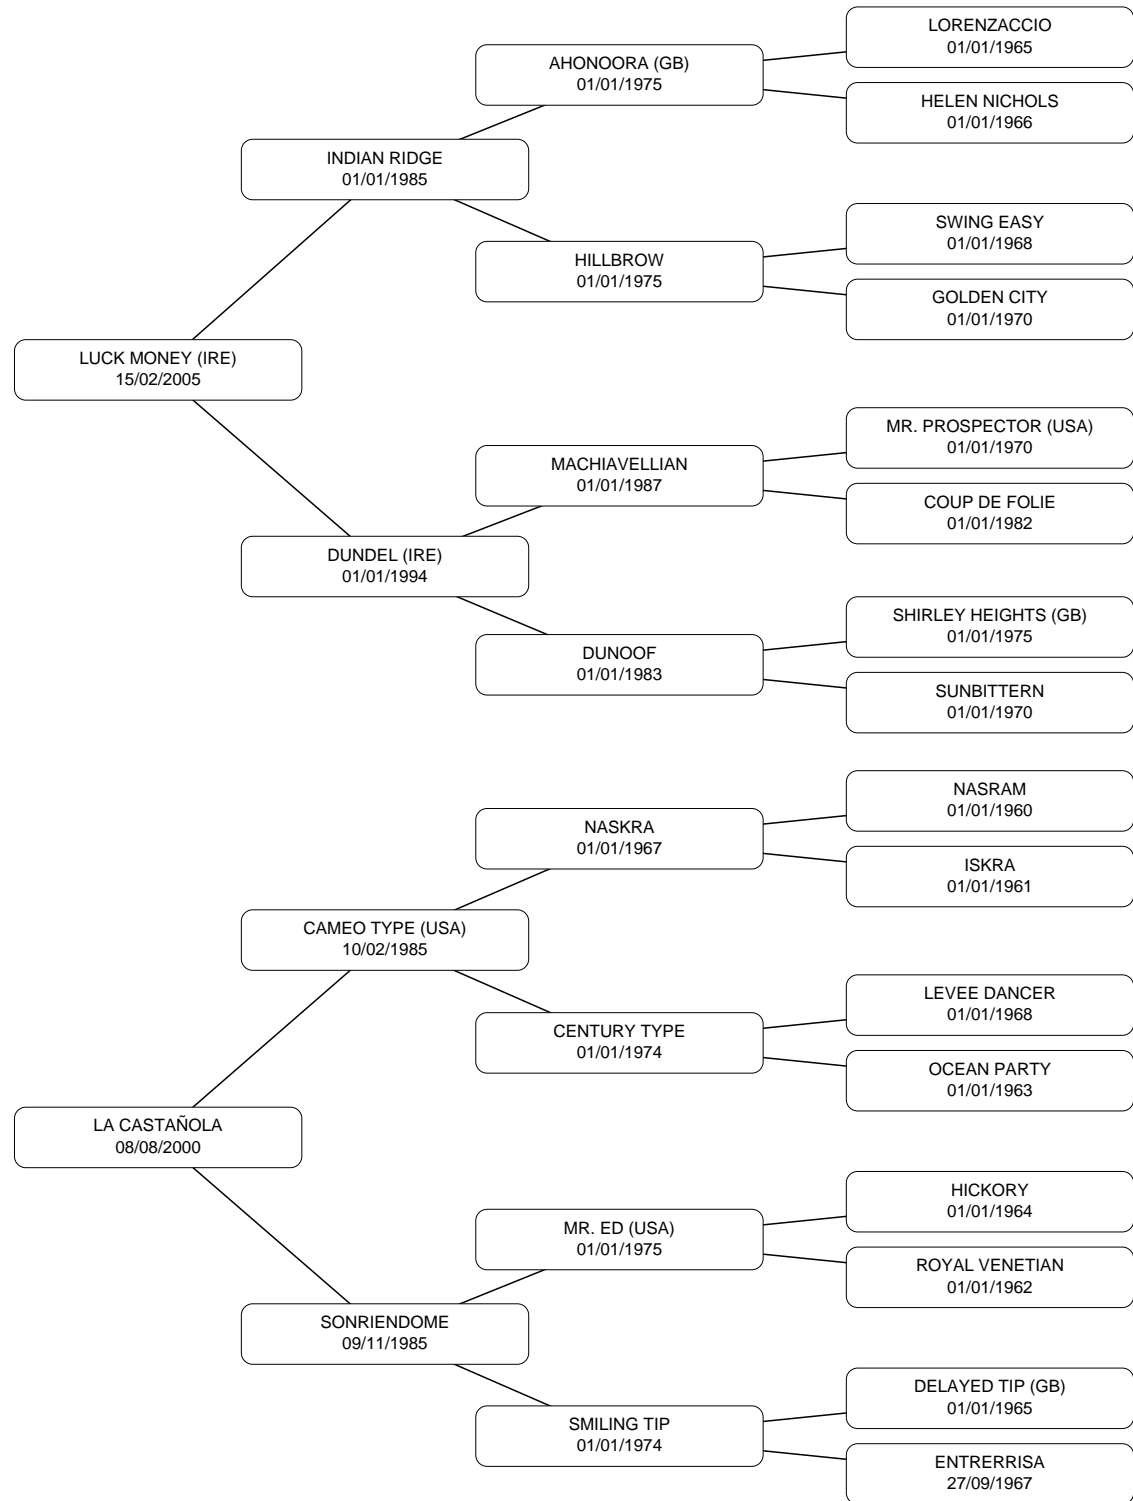 LORENZACCIO
01/01/1965
AHONOORA (GB)
01/01/1975
HELEN NICHOLS
01/01/1966
INDIAN RIDGE
01/01/1985
SWING EASY
01/01/1968
HILLBROW
01/01/1975
GOLDEN CITY
01/01/1970
LUCK MONEY (IRE)
15/02/2005
MR. PROSPECTOR (USA)
01/01/1970
MACHIAVELLIAN
01/01/1987
COUP DE FOLIE
01/01/1982
DUNDEL (IRE)
01/01/1994
SHIRLEY HEIGHTS (GB)
01/01/1975
DUNOOF
01/01/1983
SUNBITTERN
01/01/1970
NASRAM
01/01/1960
NASKRA
01/01/1967
ISKRA
01/01/1961
CAMEO TYPE (USA)
10/02/1985
LEVEE DANCER
01/01/1968
CENTURY TYPE
01/01/1974
OCEAN PARTY
01/01/1963
LA CASTAÑOLA
08/08/2000
HICKORY
01/01/1964
MR. ED (USA)
01/01/1975
ROYAL VENETIAN
01/01/1962
SONRIENDOME
09/11/1985
DELAYED TIP (GB)
01/01/1965
SMILING TIP
01/01/1974
ENTRERRISA
27/09/1967